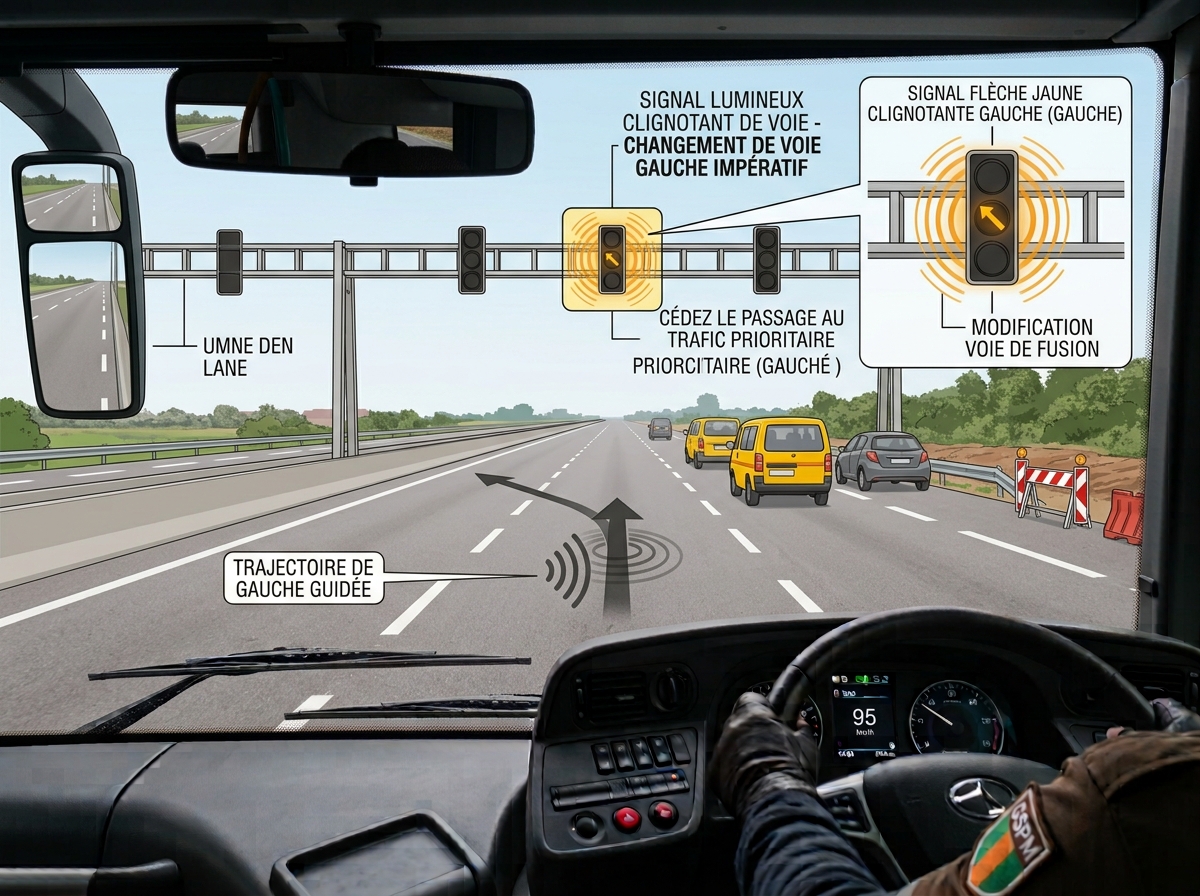 SIGNAL LUMINEUX
CLIGNOTANT DE VOIE -
CHANGEMENT DE VOIE
GAUCHE IMPÉRATIF
SIGNAL FLÈCHE JAUNE
CLIGNOTANTE GAUCHE (GAUCHE)
MODIFICATION
VOIE DE FUSION
CÉDEZ LE PASSAGE AU
TRAFIC PRIORITAIRE
PRIORCITAIRE (GAUCHÉ )
UMNE DEN
LANE
TRAJECTOIRE DE
GAUCHE GUIDÉE
95
GSPM